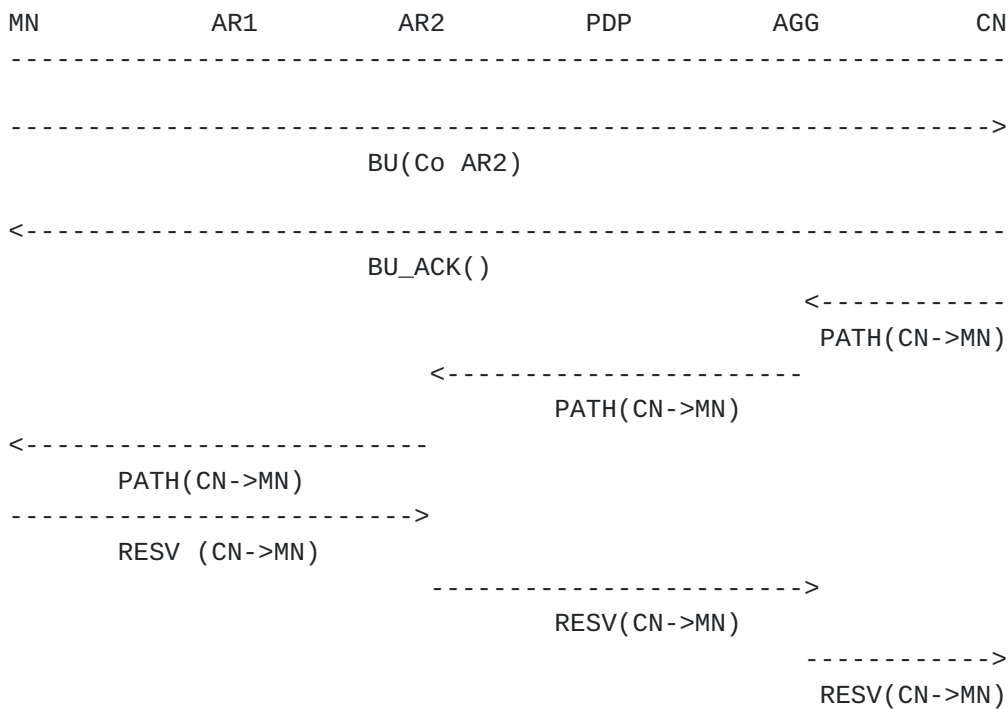 MN AR1 AR2 PDP AGG CN
----------------------------------------------------------------
--------------------------------------------------------------->
BU(Co AR2)
<---------------------------------------------------------------
BU_ACK()
<------------
PATH(CN->MN)
<-----------------------
PATH(CN->MN)
<--------------------------
PATH(CN->MN)
-------------------------->
RESV (CN->MN)
------------------------>
RESV(CN->MN)
------------>
RESV(CN->MN)